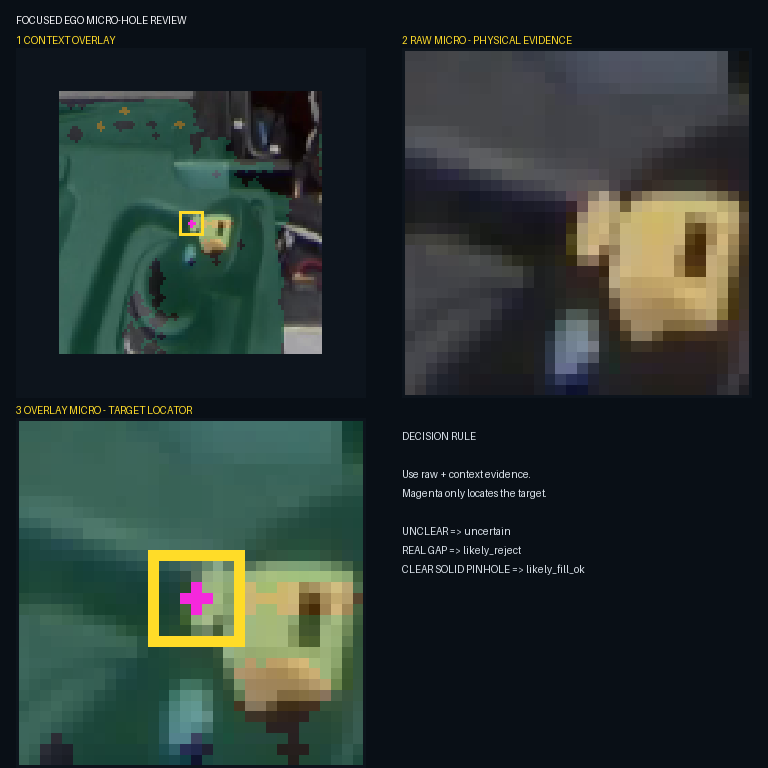 FOCUSED EGO MICRO-HOLE REVIEW
1 CONTEXT OVERLAY
2 RAW MICRO - PHYSICAL EVIDENCE
3 OVERLAY MICRO - TARGET LOCATOR
DECISION RULE
Use raw + context evidence.
Magenta only locates the target.
UNCLEAR => uncertain
REAL GAP => likely_reject
CLEAR SOLID PINHOLE => likely_fill_ok